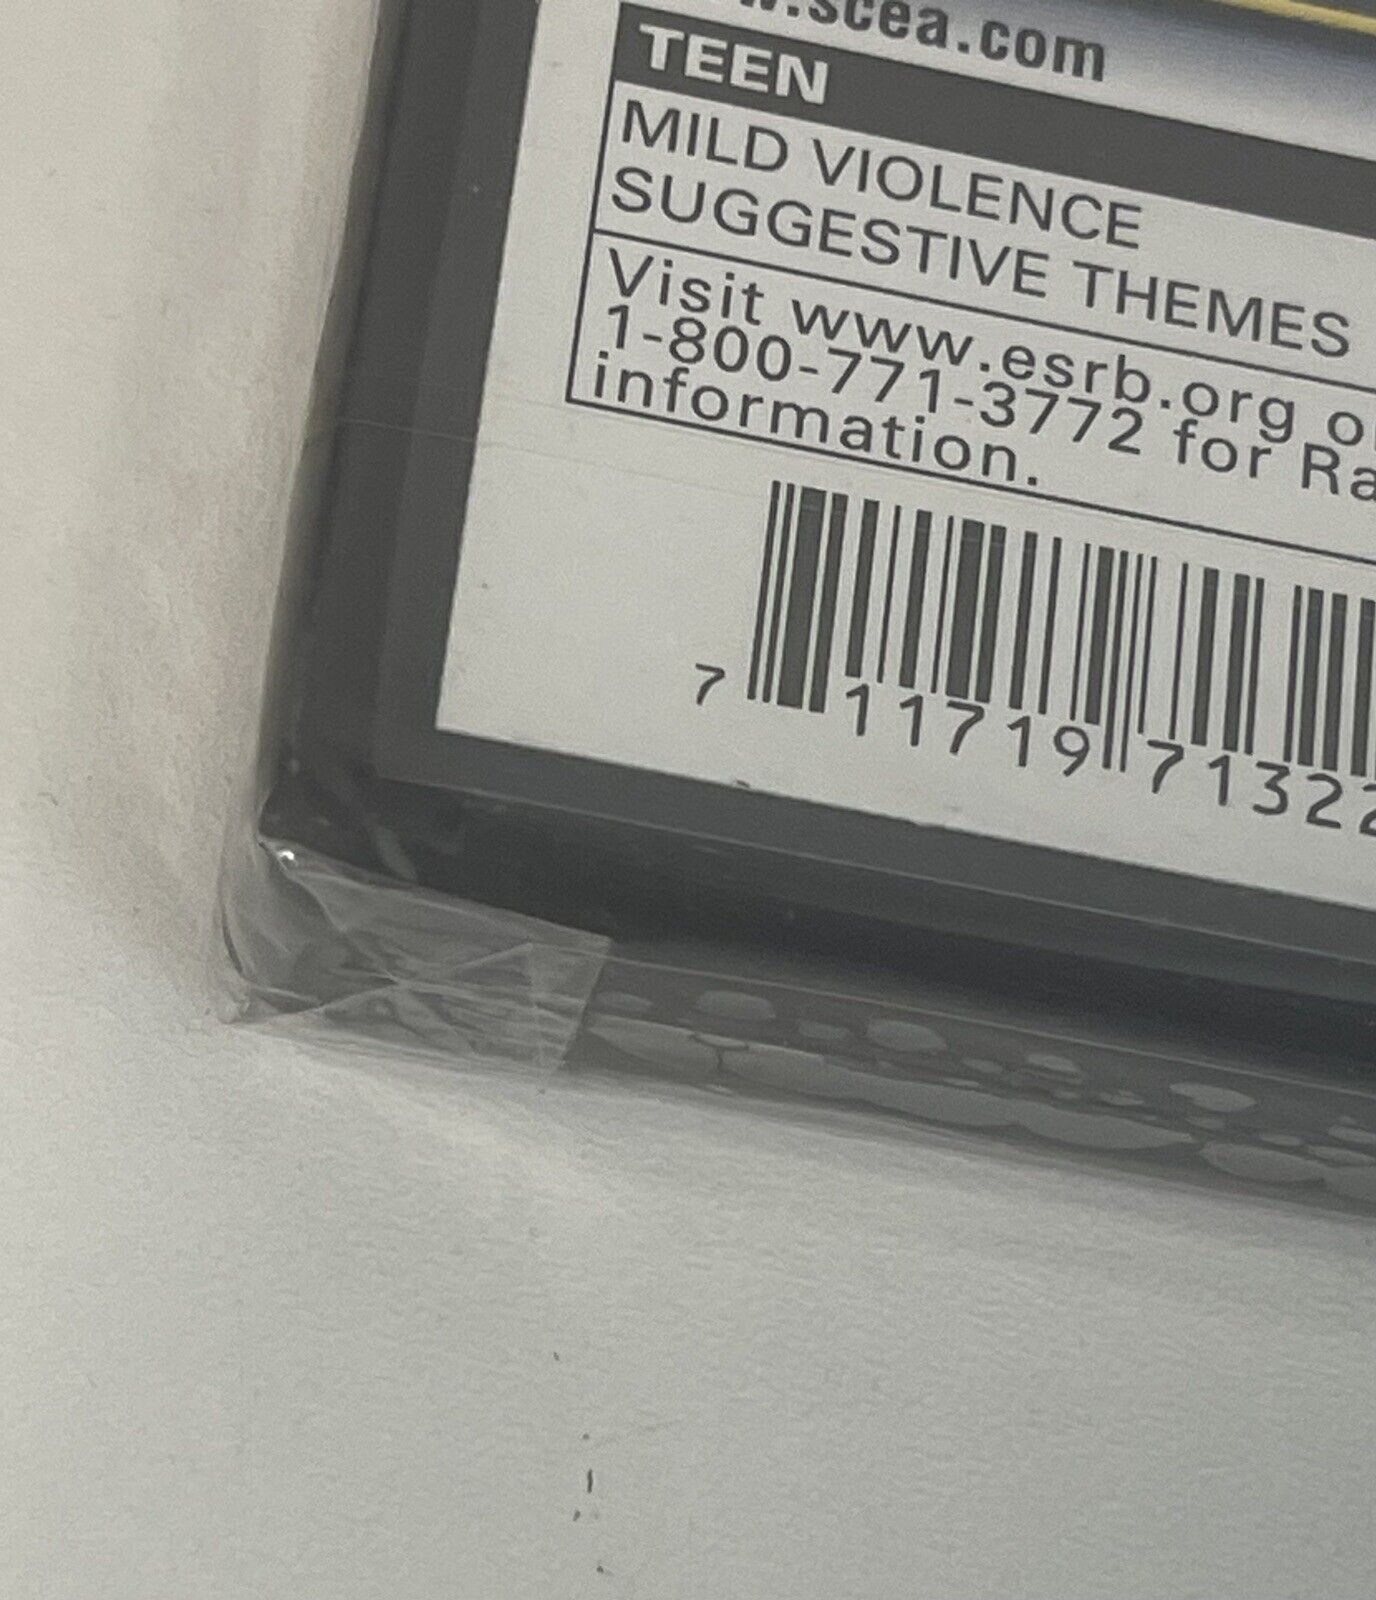 .scea.com
TEEN
MILD VIOLENCE
SUGGESTIVE THEMES
Visit www.esrb.org
1-800-771-3772 for
information.
7 11719 7132